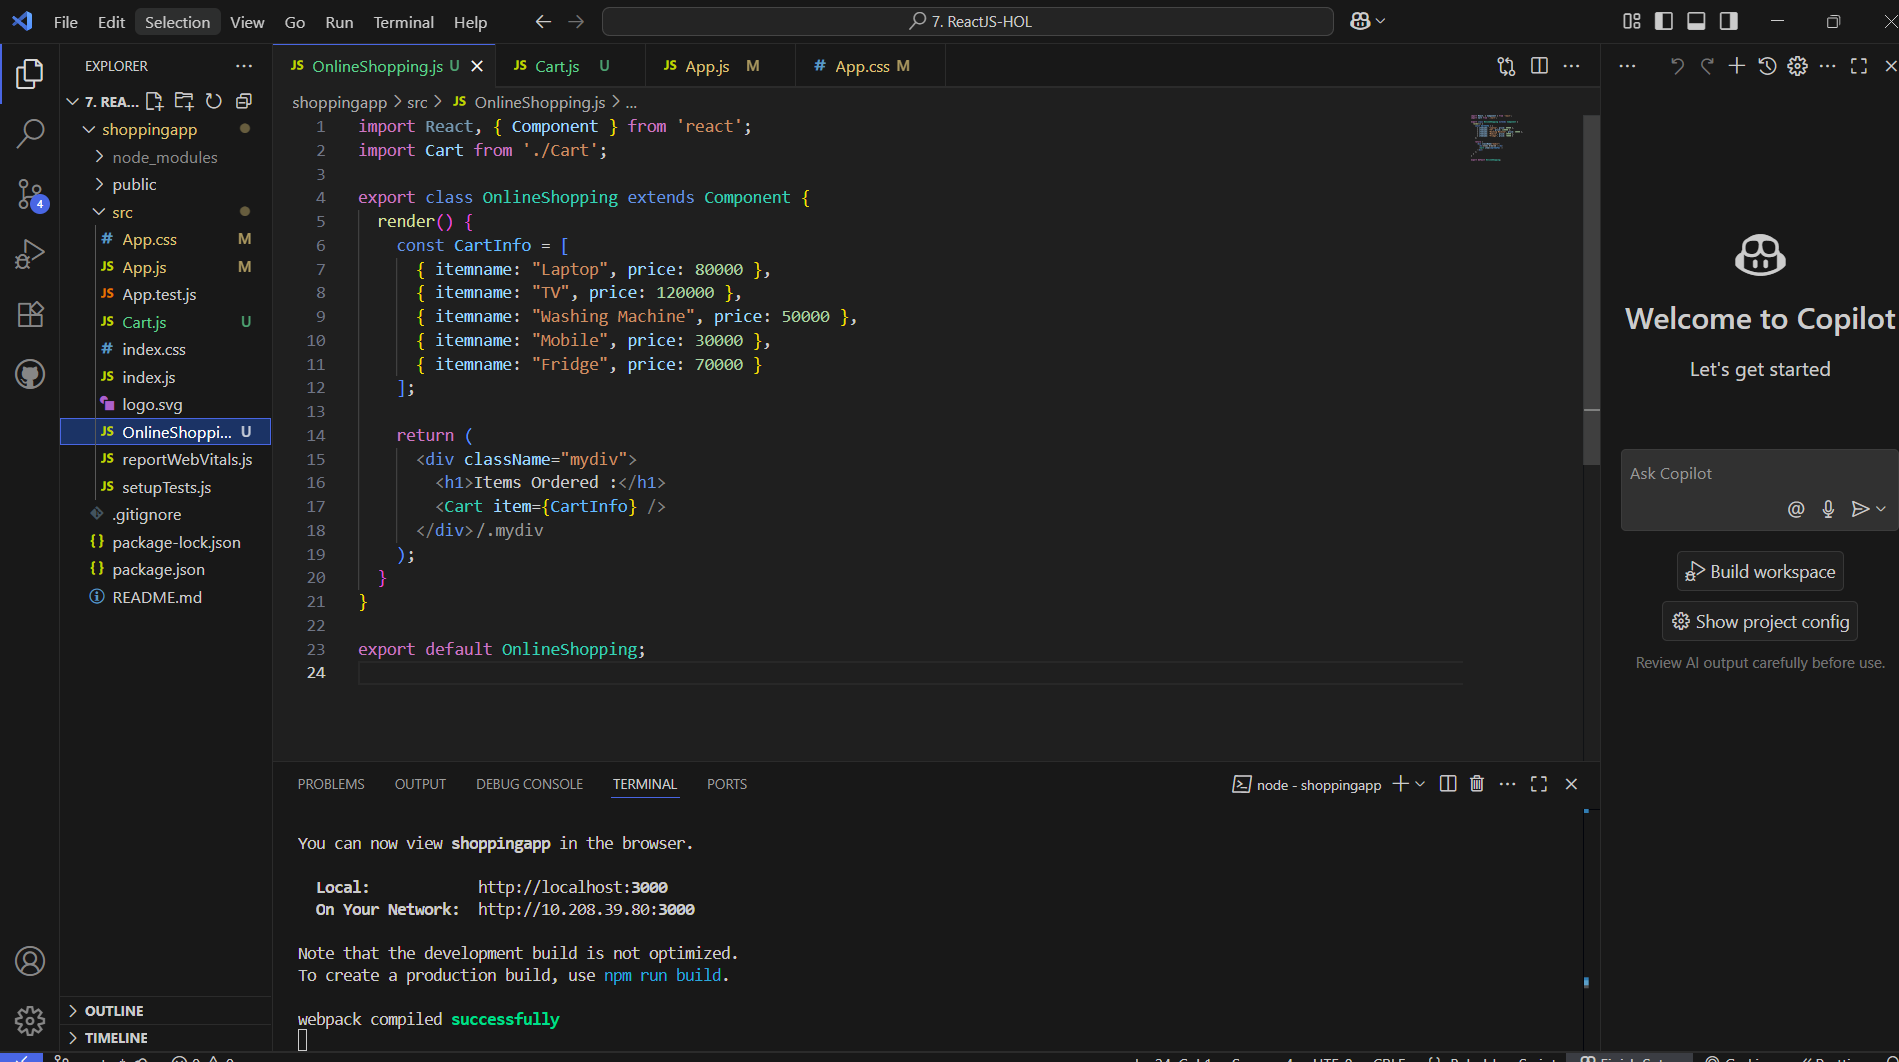 File Edit Selection View Go Run Terminal Help
7. ReactJS-HOL
EXPLORER
7. REA...
shoppingapp
node_modules
public
src
App.css M
App.js M
App.test.js
Cart.js U
index.css
index.js
logo.svg
OnlineShoppi... U
reportWebVitals.js
setupTests.js
.gitignore
package-lock.json
package.json
README.md
OUTLINE
TIMELINE
4
JS OnlineShopping.js U
JS Cart.js U
JS App.js M
# App.css M
shoppingapp > src > JS OnlineShopping.js > ...
1 import React, { Component } from 'react';
2 import Cart from './Cart';
3
4 export class OnlineShopping extends Component {
5 render() {
6 const CartInfo = [
7 { itemname: "Laptop", price: 80000 },
8 { itemname: "TV", price: 120000 },
9 { itemname: "Washing Machine", price: 50000 },
10 { itemname: "Mobile", price: 30000 },
11 { itemname: "Fridge", price: 70000 }
12 ];
13
14 return (
15 <div className="mydiv">
16 <h1>Items Ordered :</h1>
17 <Cart item={CartInfo} />
18 </div>/.mydiv
19 );
20 }
21 }
22
23 export default OnlineShopping;
24
PROBLEMS OUTPUT DEBUG CONSOLE TERMINAL PORTS
node - shoppingapp
You can now view shoppingapp in the browser.
Local: http://localhost:3000
On Your Network: http://10.208.39.80:3000
Note that the development build is not optimized.
To create a production build, use npm run build.
webpack compiled successfully
Welcome to Copilot
Let's get started
Ask Copilot
Build workspace
Show project config
Review AI output carefully before use.